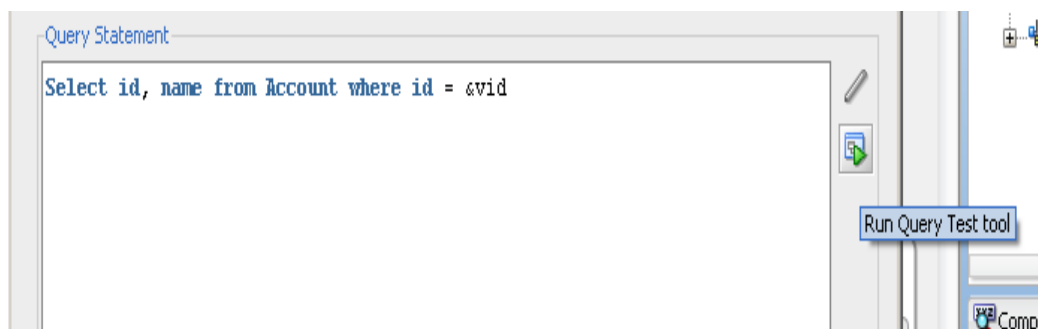 Query Statement
Select id, name from Account where id = &vid
Run Query Test tool
Comp